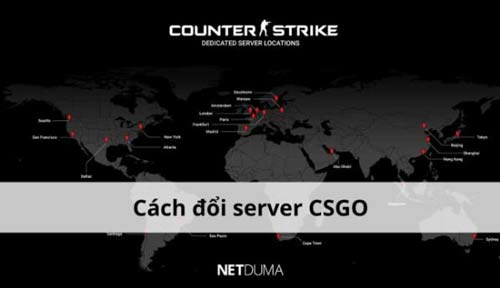 COUNTER STRIKE
DEDICATED SERVER LOCATIONS
Stockholm
Warsaw
Amsterdam
London
Paris
Frankfurt
Madrid
Seattle
San Francisco
New York
Atlanta
Dallas
Tokyo
Beijing
Shanghai
Hong Kong
Abu Dhabi
Cách đổi server CSGO
Santiago
Sao Paulo
Cape Town
Sydney
NETDUMA